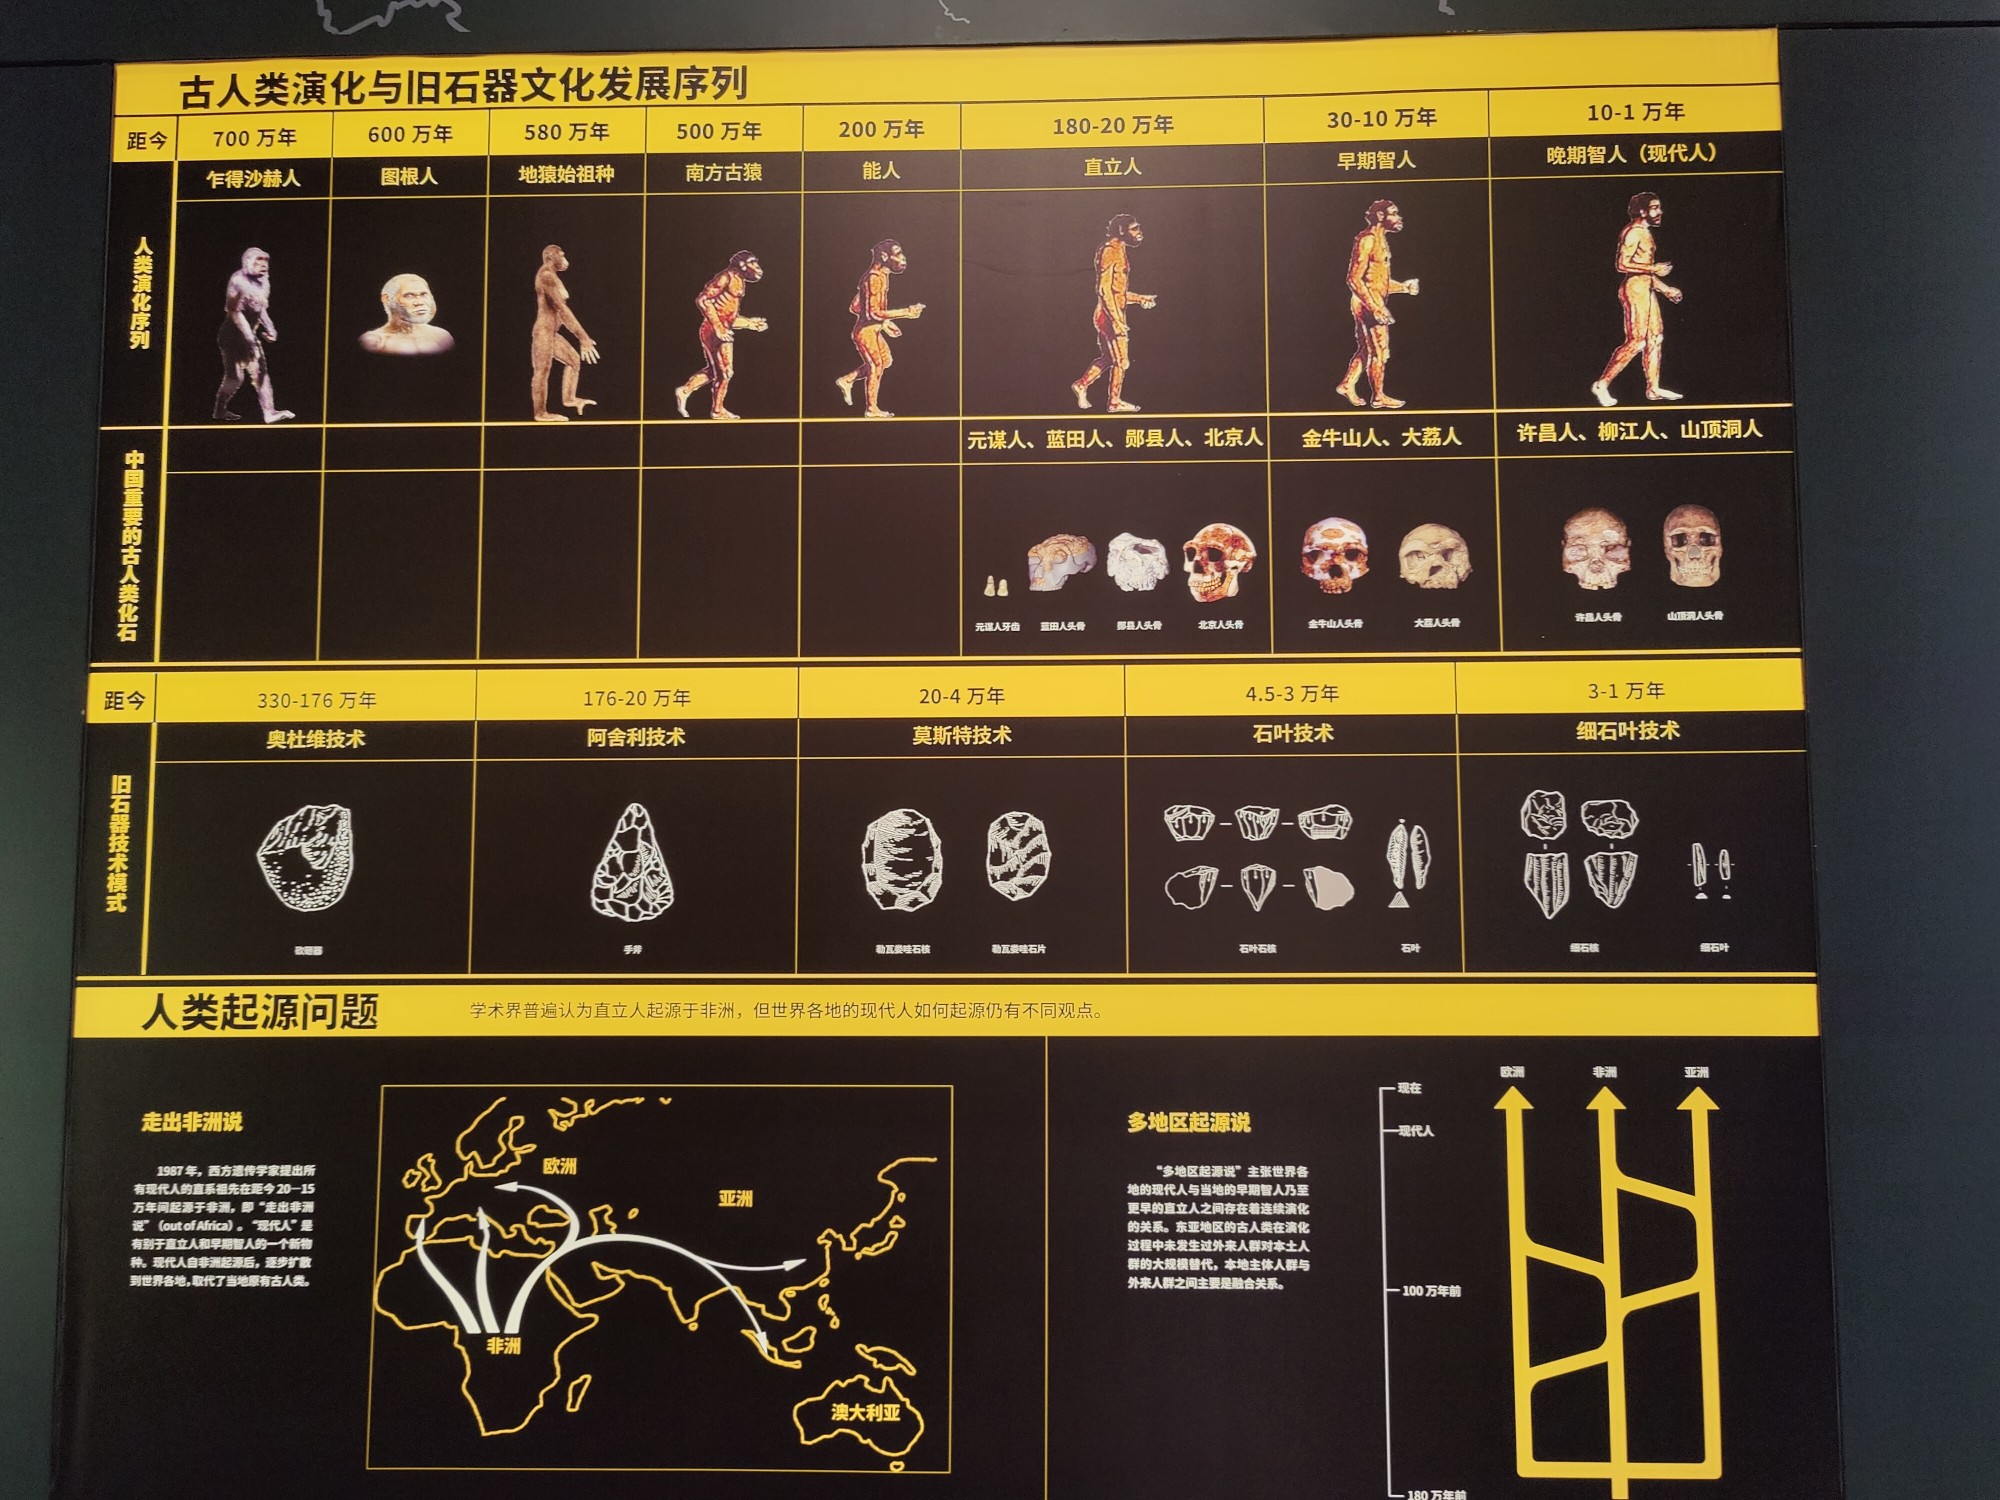 古人类演化与旧石器文化发展序列
距今 700 万年 600 万年 580 万年 500 万年 200 万年 180-20 万年 30-10 万年 10-1 万年
人类演化序列
乍得沙赫人 图根人 地猿始祖种 南方古猿 能人 直立人 早期智人 晚期智人（现代人）
中国重要的古人类化石
元谋人、蓝田人、郧县人、北京人 金牛山人、大荔人 许昌人、柳江人、山顶洞人
元谋人牙齿 蓝田人头骨 郧县人头骨 北京人头骨 金牛山人头骨 大荔人头骨 许昌人头骨 山顶洞人头骨
距今 330-176 万年 176-20 万年 20-4 万年 4.5-3 万年 3-1 万年
旧石器技术模式
奥杜维技术 阿舍利技术 莫斯特技术 石叶技术 细石叶技术
砍砸器 手斧 勒瓦娄哇石核 勒瓦娄哇石片 石叶石核 石叶 细石核 细石叶
人类起源问题
学术界普遍认为直立人起源于非洲，但世界各地的现代人如何起源仍有不同观点。
走出非洲说
1987 年，西方遗传学家提出所
有现代人的直系祖先在距今 20—15
万年间起源于非洲，即“走出非洲
说”（out of Africa）。“现代人”是
有别于直立人和早期智人的一个新物
种。现代人自非洲起源后，逐步扩散
到世界各地，取代了当地原有古人类。
欧洲
亚洲
非洲
澳大利亚
多地区起源说
“多地区起源说”主张世界各
地的现代人与当地的早期智人乃至
更早的直立人之间存在着连续演化
的关系。东亚地区的古人类在演化
过程中未发生过外来人群对本土人
群的大规模替代，本地主体人群与
外来人群之间主要是融合关系。
欧洲 非洲 亚洲
现在
现代人
100 万年前
180 万年前